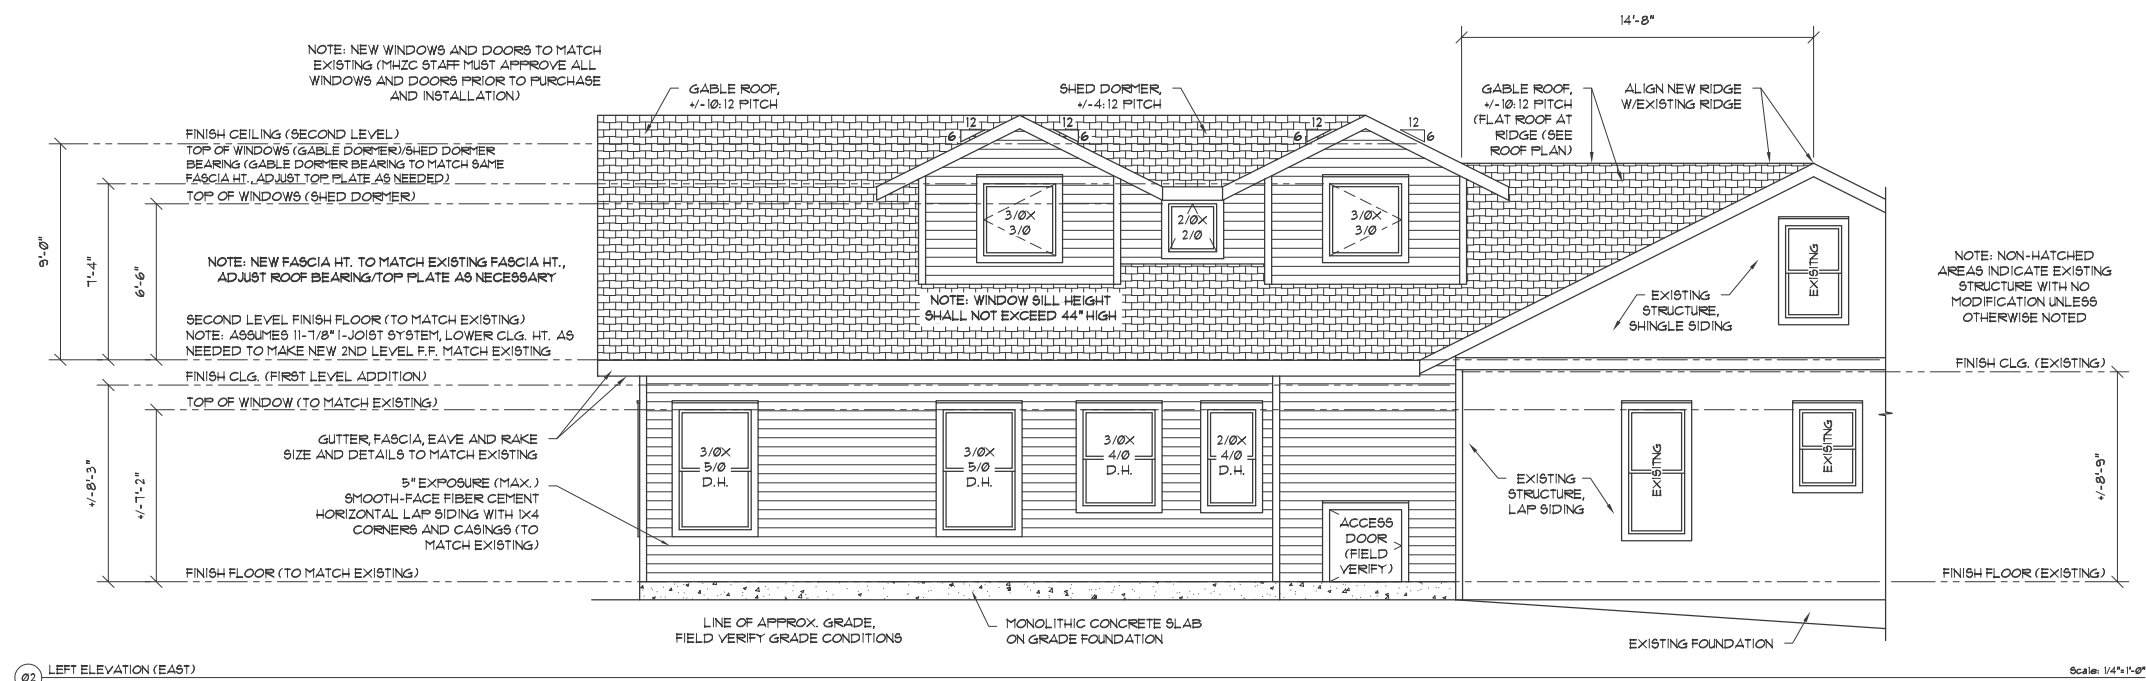 14'-8"
NOTE: NEW WINDOWS AND DOORS TO MATCH
EXISTING (MHZC STAFF MUST APPROVE ALL
WINDOWS AND DOORS PRIOR TO PURCHASE
AND INSTALLATION)
GABLE ROOF,
+/-10:12 PITCH
SHED DORMER,
+/-4:12 PITCH
GABLE ROOF,
+/-10:12 PITCH
(FLAT ROOF AT
RIDGE (SEE
ROOF PLAN)
ALIGN NEW RIDGE
W/EXISTING RIDGE
12
6
12
6
12
6
12
6
FINISH CEILING (SECOND LEVEL)
TOP OF WINDOWS (GABLE DORMER)/SHED DORMER
BEARING (GABLE DORMER BEARING TO MATCH SAME
FASCIA HT., ADJUST TOP PLATE AS NEEDED)
TOP OF WINDOWS (SHED DORMER)
9'-0"
7'-4"
6'-6"
NOTE: NEW FASCIA HT. TO MATCH EXISTING FASCIA HT.,
ADJUST ROOF BEARING/TOP PLATE AS NECESSARY
3/0X
3/0
2/0X
2/0
3/0X
3/0
EXISITNG
NOTE: NON-HATCHED
AREAS INDICATE EXISTING
STRUCTURE WITH NO
MODIFICATION UNLESS
OTHERWISE NOTED
NOTE: WINDOW SILL HEIGHT
SHALL NOT EXCEED 44" HIGH
EXISTING
STRUCTURE,
SHINGLE SIDING
SECOND LEVEL FINISH FLOOR (TO MATCH EXISTING)
NOTE: ASSUMES 11-7/8" I-JOIST SYSTEM, LOWER CLG. HT. AS
NEEDED TO MAKE NEW 2ND LEVEL F.F. MATCH EXISTING
FINISH CLG. (EXISTING)
FINISH CLG. (FIRST LEVEL ADDITION)
TOP OF WINDOW (TO MATCH EXISTING)
GUTTER, FASCIA, EAVE AND RAKE
SIZE AND DETAILS TO MATCH EXISTING
+/-8'-3"
+/-7'-2"
5" EXPOSURE (MAX.)
SMOOTH-FACE FIBER CEMENT
HORIZONTAL LAP SIDING WITH 1X4
CORNERS AND CASINGS (TO
MATCH EXISTING)
3/0X
5/0
D.H.
3/0X
5/0
D.H.
3/0X
4/0
D.H.
2/0X
4/0
D.H.
ACCESS
DOOR
(FIELD
VERIFY)
EXISTING
STRUCTURE,
LAP SIDING
EXISITNG
EXISITNG
+/-8'-9"
FINISH FLOOR (TO MATCH EXISTING)
FINISH FLOOR (EXISTING)
LINE OF APPROX. GRADE,
FIELD VERIFY GRADE CONDITIONS
MONOLITHIC CONCRETE SLAB
ON GRADE FOUNDATION
EXISTING FOUNDATION
02
LEFT ELEVATION (EAST)
Scale: 1/4"=1'-0"